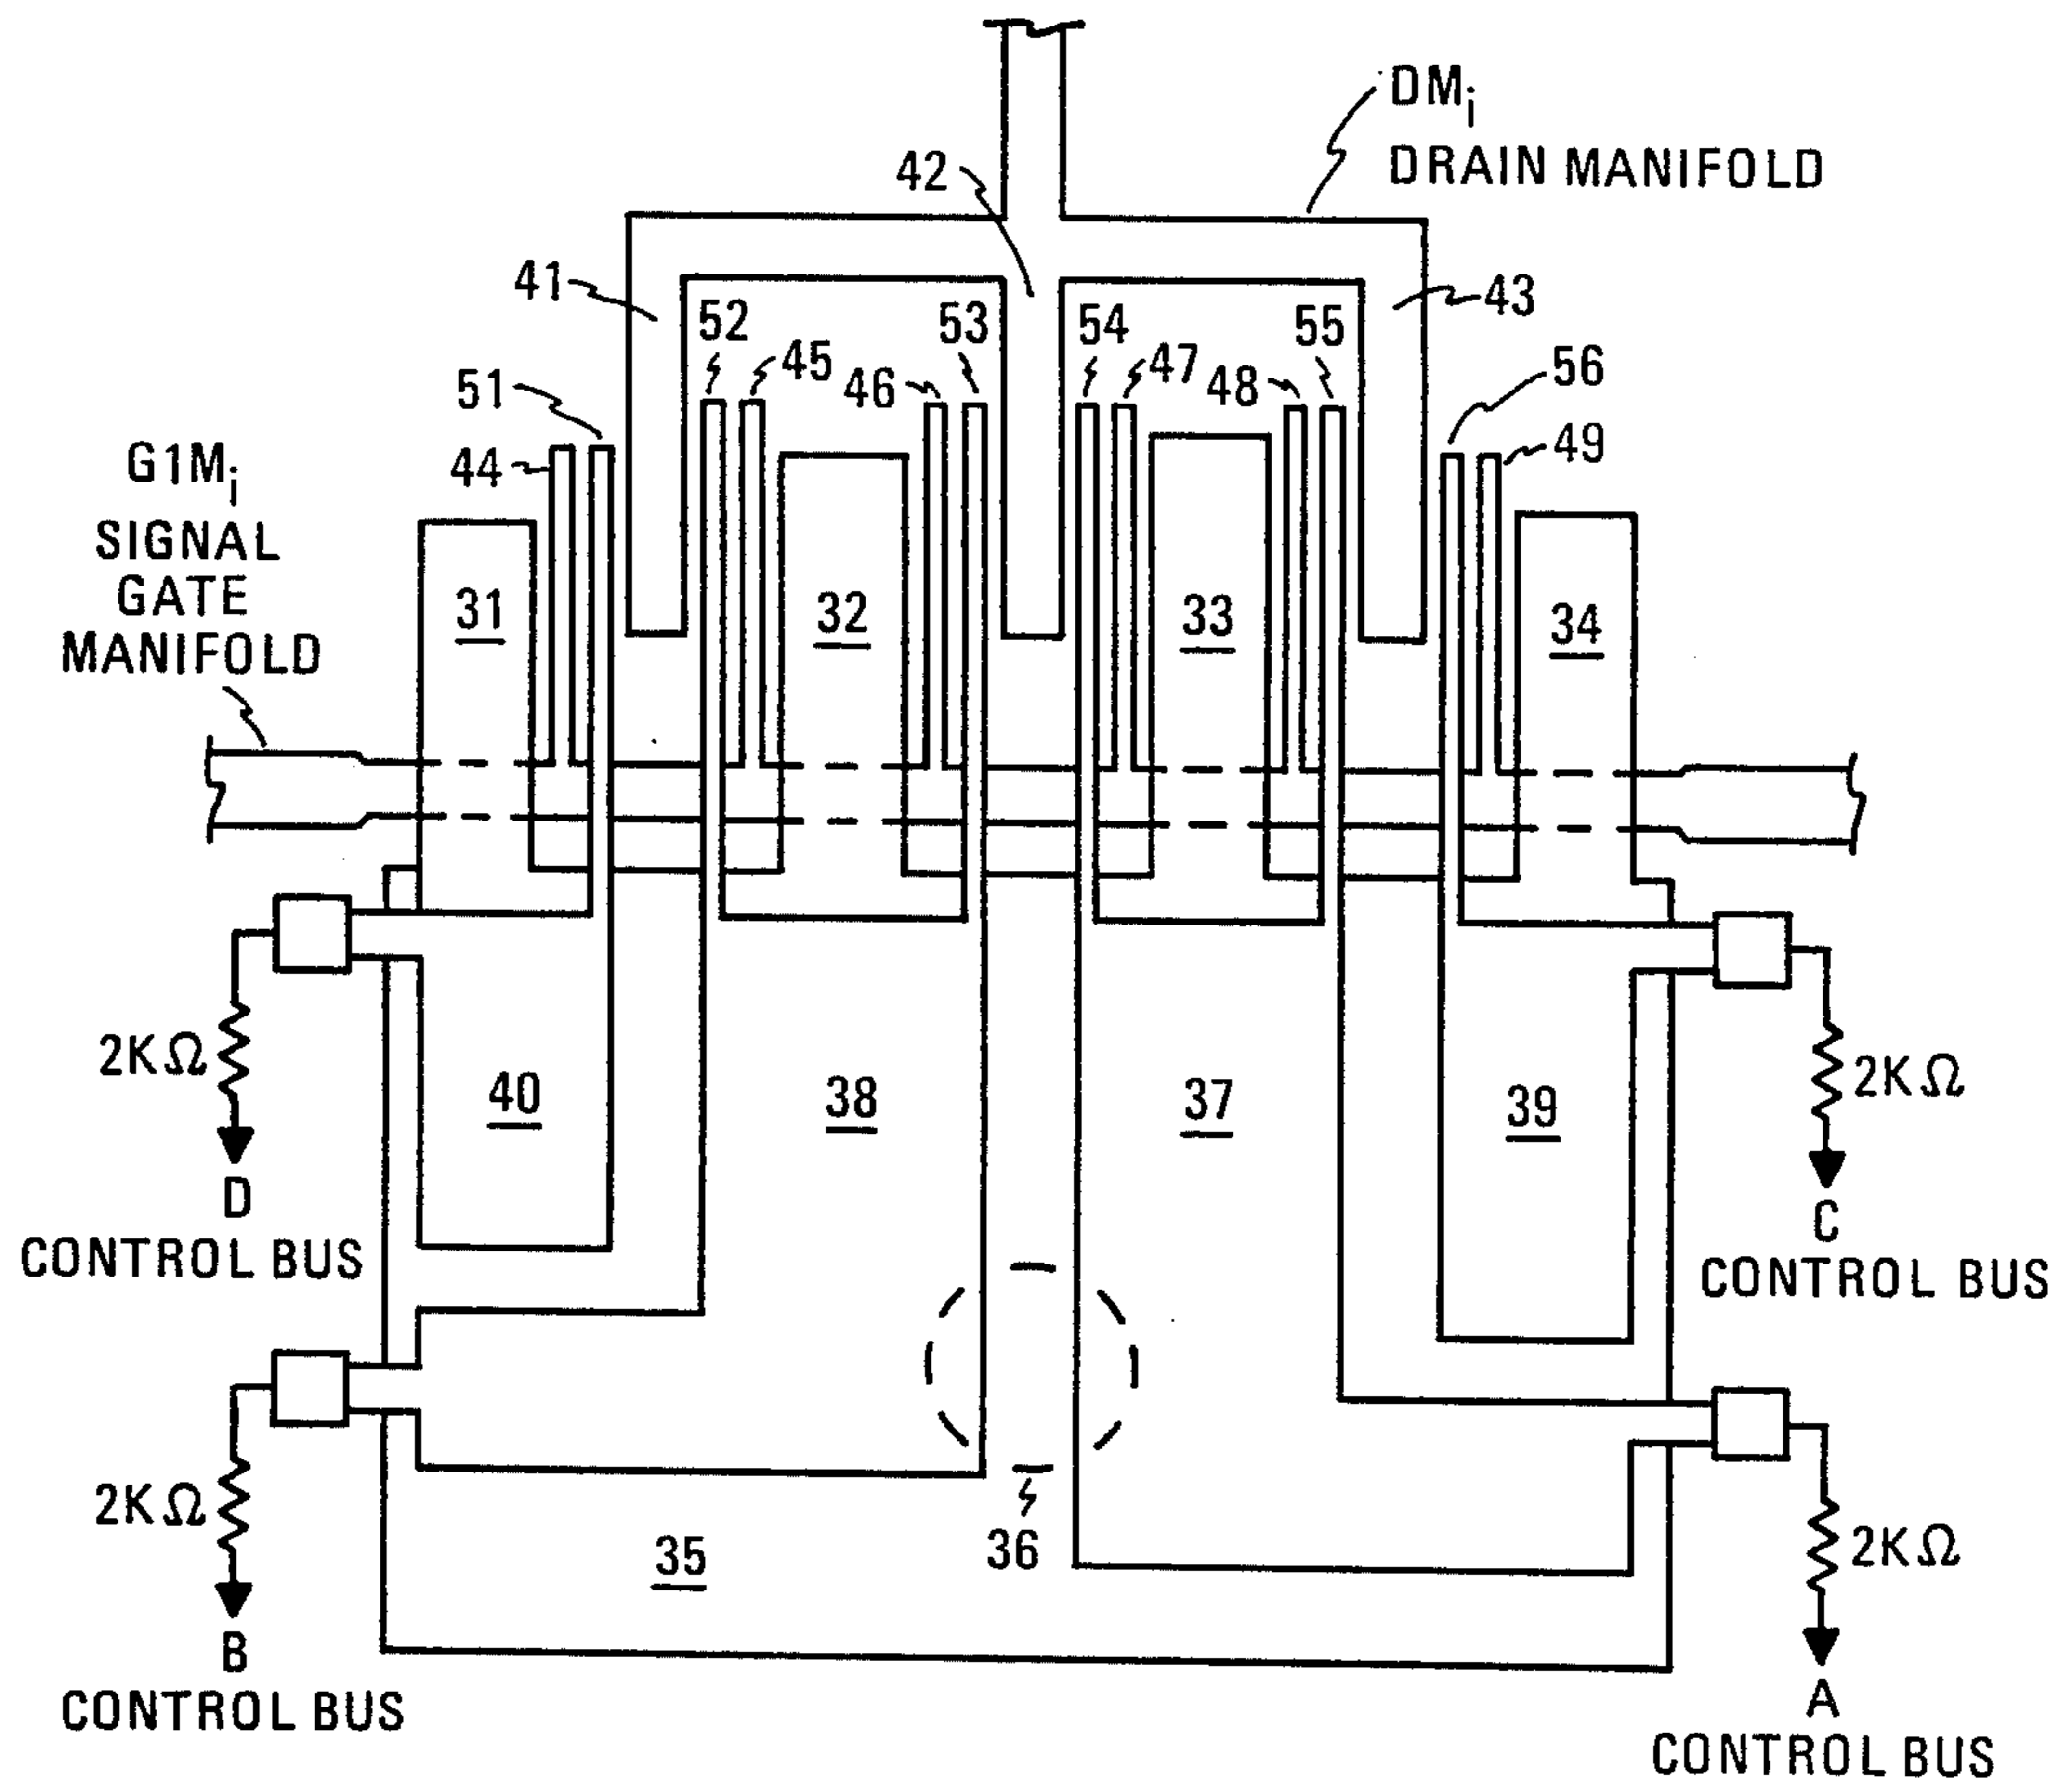 DMi
DRAIN MANIFOLD
42
41
43
52
53
54
55
45
46
47
48
56
51
44
49
G1Mi
SIGNAL
GATE
MANIFOLD
31
32
33
34
2KΩ
40
38
37
39
2KΩ
D
CONTROL BUS
C
CONTROL BUS
2KΩ
35
36
2KΩ
B
CONTROL BUS
A
CONTROL BUS